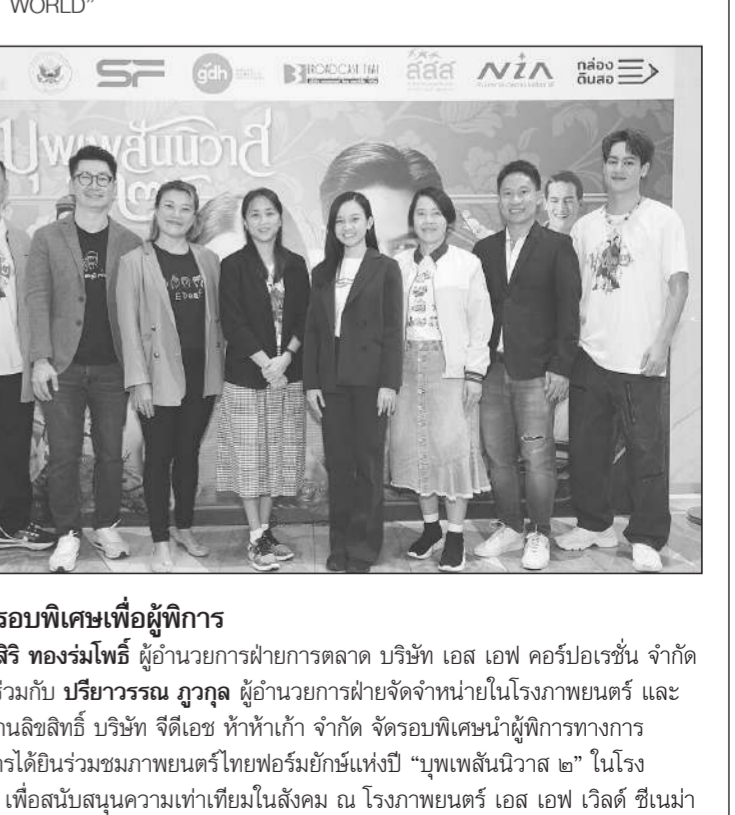 WORLD”
SF
gdh
BROADCAST THAI
สสส
NIA
กล่อง
ดินสอ
บุพเพสันนิวาส
๒
Edeaf
รอบพิเศษเพื่อผู้พิการ
สิริ ทองร่มโพธิ์ ผู้อำนวยการฝ่ายการตลาด บริษัท เอส เอฟ คอร์ปอเรชั่น จำกัด
ร่วมกับ ปรียาวรรณ ภูวกุล ผู้อำนวยการฝ่ายจัดจำหน่ายในโรงภาพยนตร์ และ
านลิขสิทธิ์ บริษัท จีดีเอช ห้าห้าเก้า จำกัด จัดรอบพิเศษนำผู้พิการทางการ
ารได้ยินร่วมชมภาพยนตร์ไทยฟอร์มยักษ์แห่งปี “บุพเพสันนิวาส ๒” ในโรง
เพื่อสนับสนุนความเท่าเทียมในสังคม ณ โรงภาพยนตร์ เอส เอฟ เวิลด์ ซีเนม่า